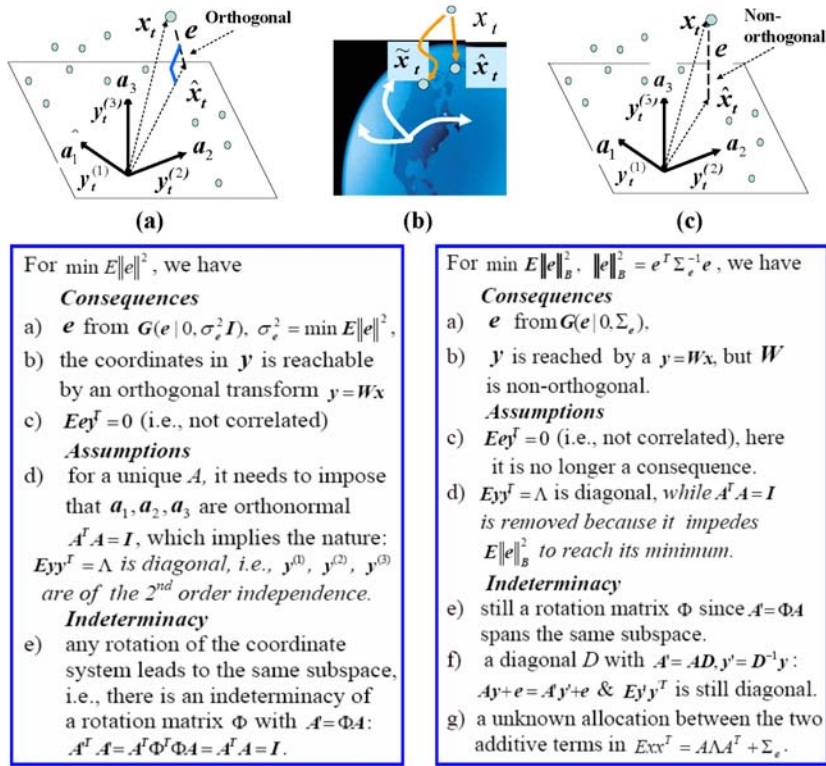 x_t
e
Orthogonal
x̂_t
a_3
y_t^{(3)}
a_1
a_2
y_t^{(1)}
y_t^{(2)}
(a)
x_t
x̃_t
x̂_t
(b)
x_t
Non-
orthogonal
e
a_3
y_t^{(3)}
x̂_t
a_1
a_2
y_t^{(1)}
y_t^{(2)}
(c)
For min E‖e‖², we have
Consequences
a) e from G(e | 0, σ_e² I), σ_e² = min E‖e‖²,
b) the coordinates in y is reachable
by an orthogonal transform y = Wx
c) Eey^T = 0 (i.e., not correlated)
Assumptions
d) for a unique A, it needs to impose
that a_1, a_2, a_3 are orthonormal
A^T A = I, which implies the nature:
Eyy^T = Λ is diagonal, i.e., y^{(1)}, y^{(2)}, y^{(3)}
are of the 2^{nd} order independence.
Indeterminacy
e) any rotation of the coordinate
system leads to the same subspace,
i.e., there is an indeterminacy of
a rotation matrix Φ with A' = ΦA:
A'^T A' = A^T Φ^T ΦA = A^T A = I.
For min E‖e‖_B², ‖e‖_B² = e^T Σ_e^{-1} e, we have
Consequences
a) e from G(e | 0, Σ_e),
b) y is reached by a y = Wx, but W
is non-orthogonal.
Assumptions
c) Eey^T = 0 (i.e., not correlated), here
it is no longer a consequence.
d) Eyy^T = Λ is diagonal, while A^T A = I
is removed because it impedes
E‖e‖_B² to reach its minimum.
Indeterminacy
e) still a rotation matrix Φ since A' = ΦA
spans the same subspace.
f) a diagonal D with A' = AD, y' = D^{-1}y :
Ay + e = A'y' + e & Ey'y'^T is still diagonal.
g) a unknown allocation between the two
additive terms in Exx^T = AΛA^T + Σ_e.